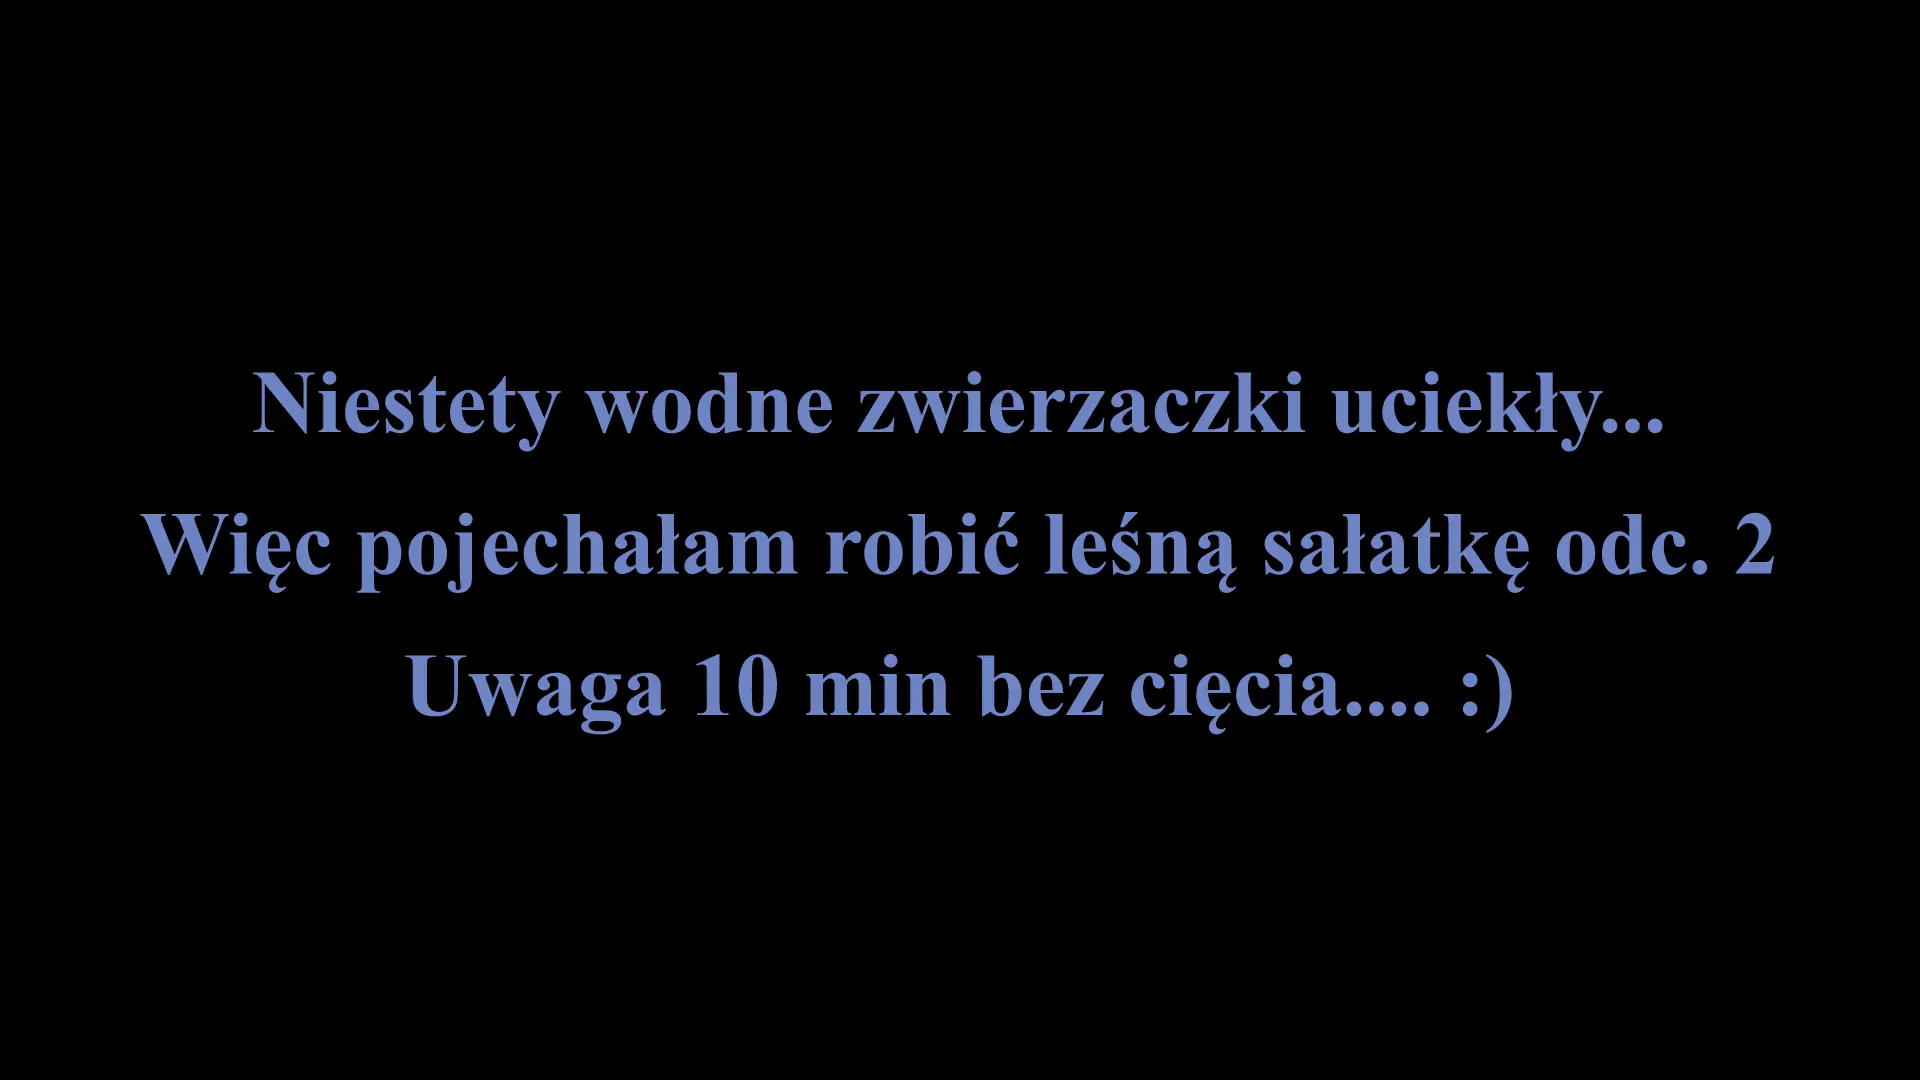 Niestety wodne zwierzaczki uciekły...
Więc pojechałam robić leśną sałatkę odc. 2
Uwaga 10 min bez cięcia.... :)